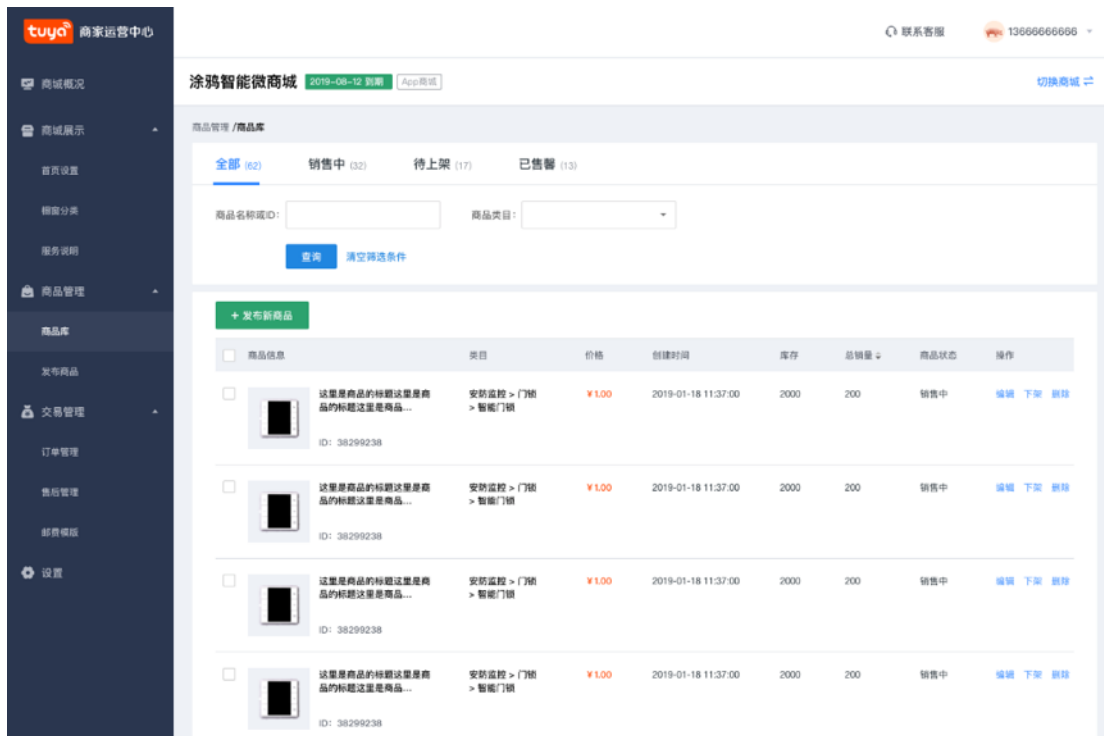 tuya 商家运营中心
联系客服
13666666666
商城概况
涂鸦智能微商城 2019-08-12 到期 App商城
切换商城
商城展示
首页设置
橱窗分类
服务说明
商品管理
商品库
发布商品
交易管理
订单管理
售后管理
邮费模版
设置
商品管理 /商品库
全部 (62) 销售中 (32) 待上架 (17) 已售罄 (13)
商品名称或ID: 商品类目:
查询 清空筛选条件
+ 发布新商品
商品信息 类目 价格 创建时间 库存 总销量 商品状态 操作
这里是商品的标题这里是商 安防监控 > 门锁 ¥1.00 2019-01-18 11:37:00 2000 200 销售中 编辑 下架 删除
品的标题这里是商品... > 智能门锁
ID: 38299238
这里是商品的标题这里是商 安防监控 > 门锁 ¥1.00 2019-01-18 11:37:00 2000 200 销售中 编辑 下架 删除
品的标题这里是商品... > 智能门锁
ID: 38299238
这里是商品的标题这里是商 安防监控 > 门锁 ¥1.00 2019-01-18 11:37:00 2000 200 销售中 编辑 下架 删除
品的标题这里是商品... > 智能门锁
ID: 38299238
这里是商品的标题这里是商 安防监控 > 门锁 ¥1.00 2019-01-18 11:37:00 2000 200 销售中 编辑 下架 删除
品的标题这里是商品... > 智能门锁
ID: 38299238